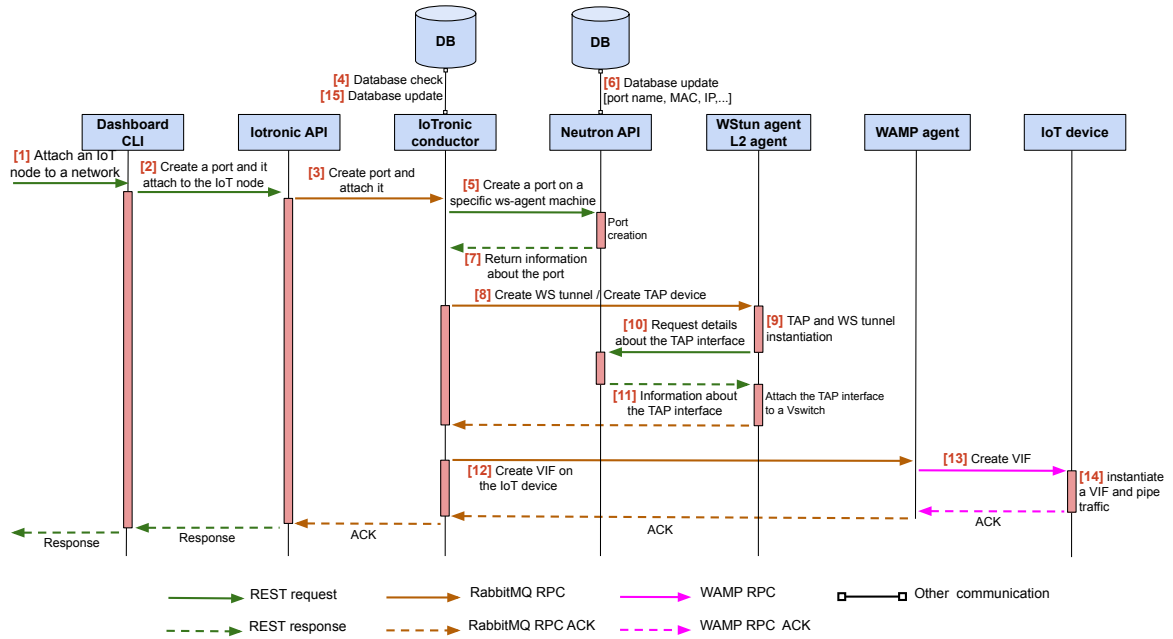 DB
DB
[4] Database check
[15] Database update
[6] Database update
[port name, MAC, IP,...]
Dashboard
CLI
Iotronic API
IoTronic
conductor
Neutron API
WStun agent
L2 agent
WAMP agent
IoT device
[1] Attach an IoT
node to a network
[2] Create a port and it
attach to the IoT node
[3] Create port and
attach it
[5] Create a port on a
specific ws-agent machine
Port
creation
[7] Return information
about the port
[8] Create WS tunnel / Create TAP device
[9] TAP and WS tunnel
instantiation
[10] Request details
about the TAP interface
[11] Information about
the TAP interface
Attach the TAP interface
to a Vswitch
[12] Create VIF on
the IoT device
[13] Create VIF
[14] instantiate
a VIF and pipe
traffic
Response
Response
ACK
ACK
ACK
REST request
RabbitMQ RPC
WAMP RPC
Other communication
REST response
RabbitMQ RPC ACK
WAMP RPC ACK